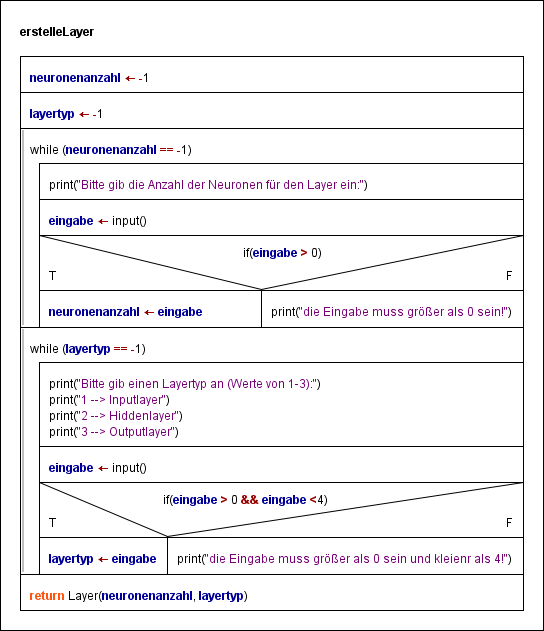 erstelleLayer
neuronenanzahl ← -1
layertyp ← -1
while (neuronenanzahl == -1)
print("Bitte gib die Anzahl der Neuronen für den Layer ein:")
eingabe ← input()
if(eingabe > 0)
T F
neuronenanzahl ← eingabe print("die Eingabe muss größer als 0 sein!")
while (layertyp == -1)
print("Bitte gib einen Layertyp an (Werte von 1-3):")
print("1 --> Inputlayer")
print("2 --> Hiddenlayer")
print("3 --> Outputlayer")
eingabe ← input()
if(eingabe > 0 && eingabe <4)
T F
layertyp ← eingabe print("die Eingabe muss größer als 0 sein und kleienr als 4!")
return Layer(neuronenanzahl, layertyp)